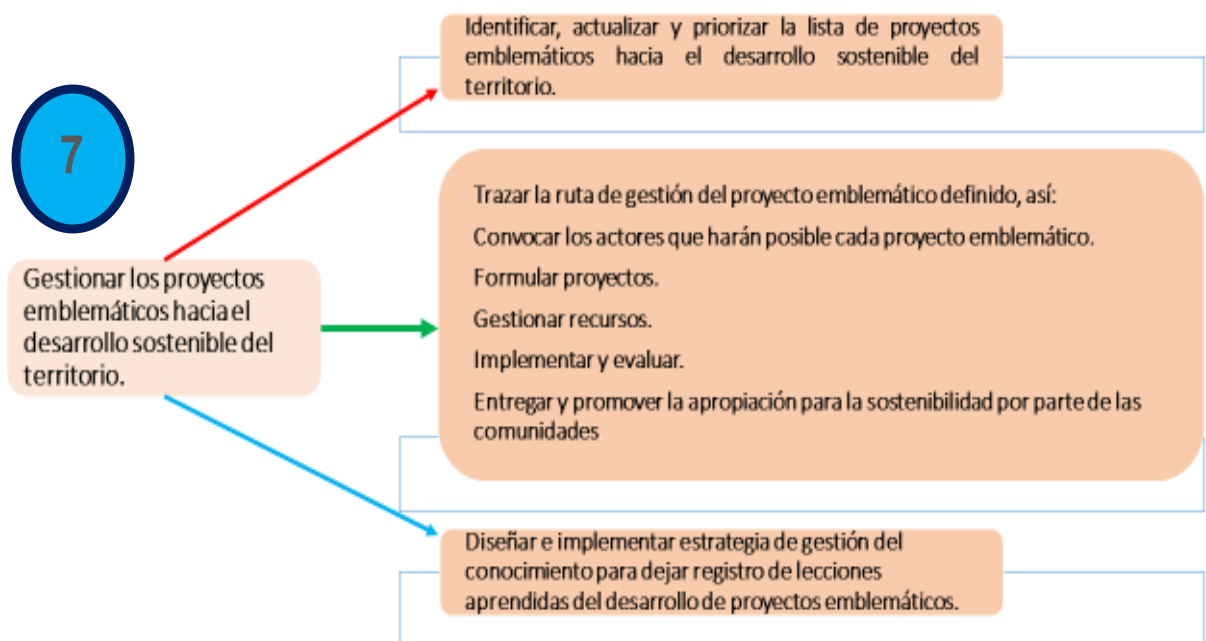 7
Gestionar los proyectos
emblemáticos hacia el
desarrollo sostenible del
territorio.
Identificar, actualizar y priorizar la lista de proyectos
emblemáticos hacia el desarrollo sostenible del
territorio.
Trazar la ruta de gestión del proyecto emblemático definido, así:
Convocar los actores que harán posible cada proyecto emblemático.
Formular proyectos.
Gestionar recursos.
Implementar y evaluar.
Entregar y promover la apropiación para la sostenibilidad por parte de las
comunidades
Diseñar e implementar estrategia de gestión del
conocimiento para dejar registro de lecciones
aprendidas del desarrollo de proyectos emblemáticos.